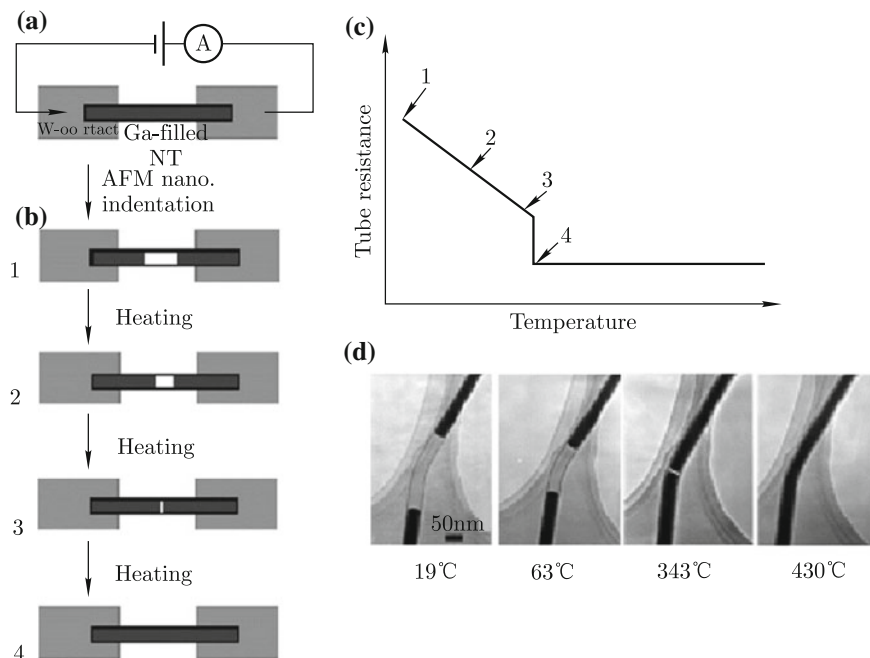 (a)
A
W-oo rtact
Ga-filled
NT
AFM nano.
indentation
(b)
1
Heating
2
Heating
3
Heating
4
(c)
Tube resistance
1
2
3
4
Temperature
(d)
50nm
19℃
63℃
343℃
430℃